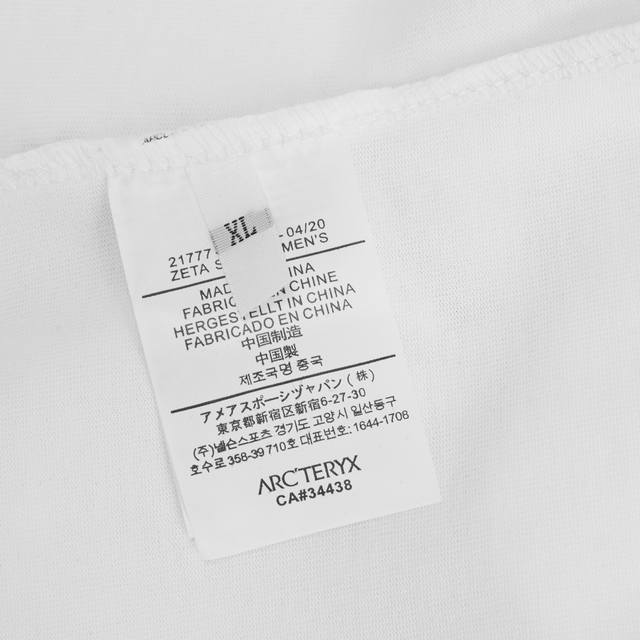 XL
21777 -04/20
ZETA S MEN'S
MAD INA
FABRIC N CHINE
HERGESTELLT IN CHINA
FABRICADO EN CHINA
中国制造
中国製
제조국명 중국
アメアスポーシヅャパン(株)
東京都新宿区新宿6-27-30
(주)넬슨스포츠 경기도 고양시 일산동구
호수로 358-39 710호 대표번호: 1644-1708
ARC'TERYX
CA#34438